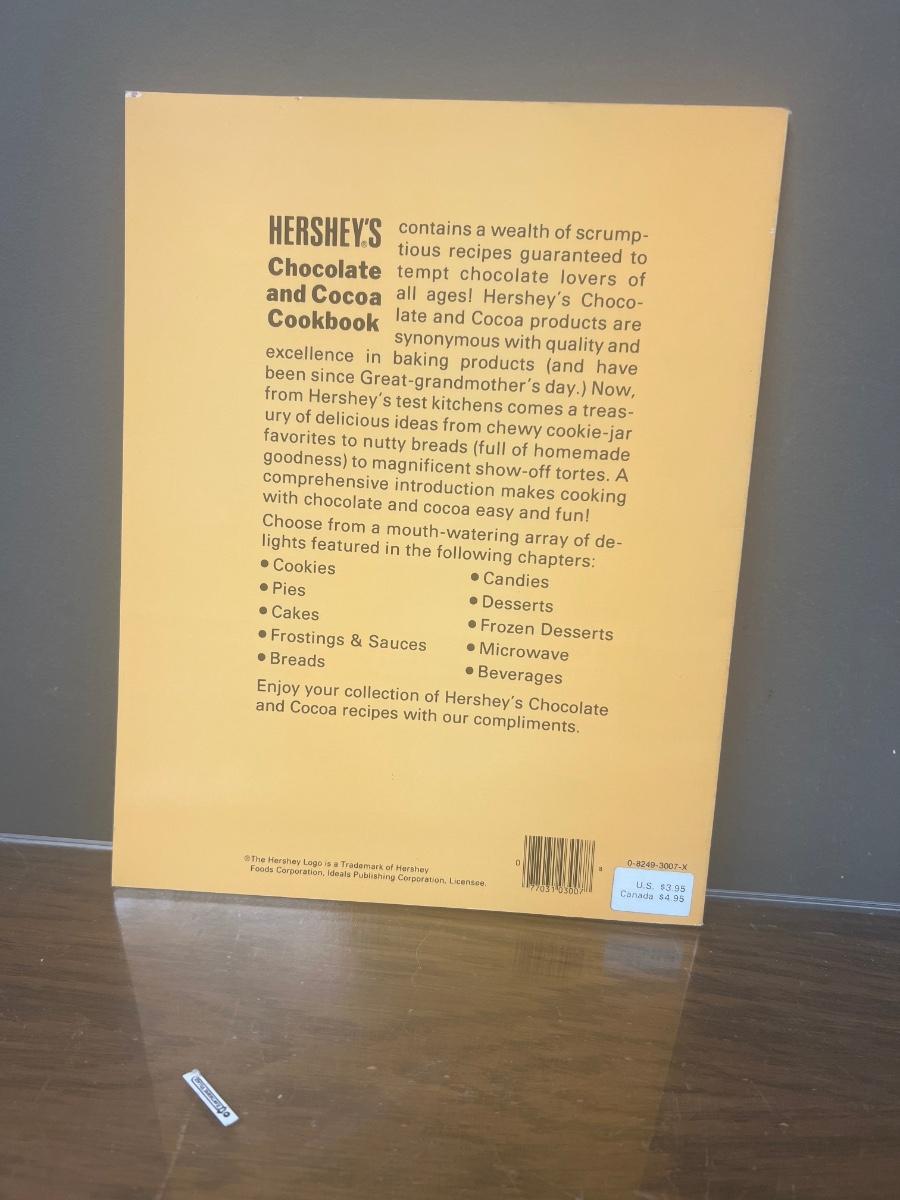 HERSHEY'S®
Chocolate
and Cocoa
Cookbook
contains a wealth of scrump-
tious recipes guaranteed to
tempt chocolate lovers of
all ages! Hershey's Choco-
late and Cocoa products are
synonymous with quality and
excellence in baking products (and have
been since Great-grandmother's day.) Now,
from Hershey's test kitchens comes a treas-
ury of delicious ideas from chewy cookie-jar
favorites to nutty breads (full of homemade
goodness) to magnificent show-off tortes. A
comprehensive introduction makes cooking
with chocolate and cocoa easy and fun!
Choose from a mouth-watering array of de-
lights featured in the following chapters:
• Cookies
• Pies
• Cakes
• Frostings & Sauces
• Breads
• Candies
• Desserts
• Frozen Desserts
• Microwave
• Beverages
Enjoy your collection of Hershey's Chocolate
and Cocoa recipes with our compliments.
®The Hershey Logo is a Trademark of Hershey
Foods Corporation, Ideals Publishing Corporation, Licensee.
0 77031 03007 8
0-8249-3007-X
U.S. $3.95
Canada $4.95